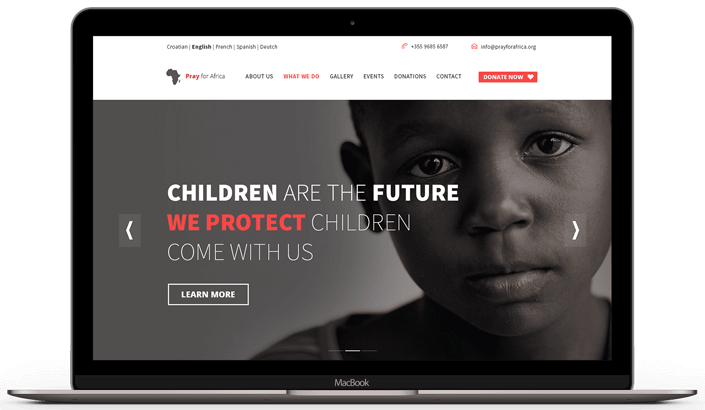 Croatian | English | French | Spanish | Deutch
+355 9685 6587
info@prayforafrica.org
Pray for Africa
ABOUT US
WHAT WE DO
GALLERY
EVENTS
DONATIONS
CONTACT
DONATE NOW
CHILDREN ARE THE FUTURE
WE PROTECT CHILDREN
COME WITH US
LEARN MORE
MacBook